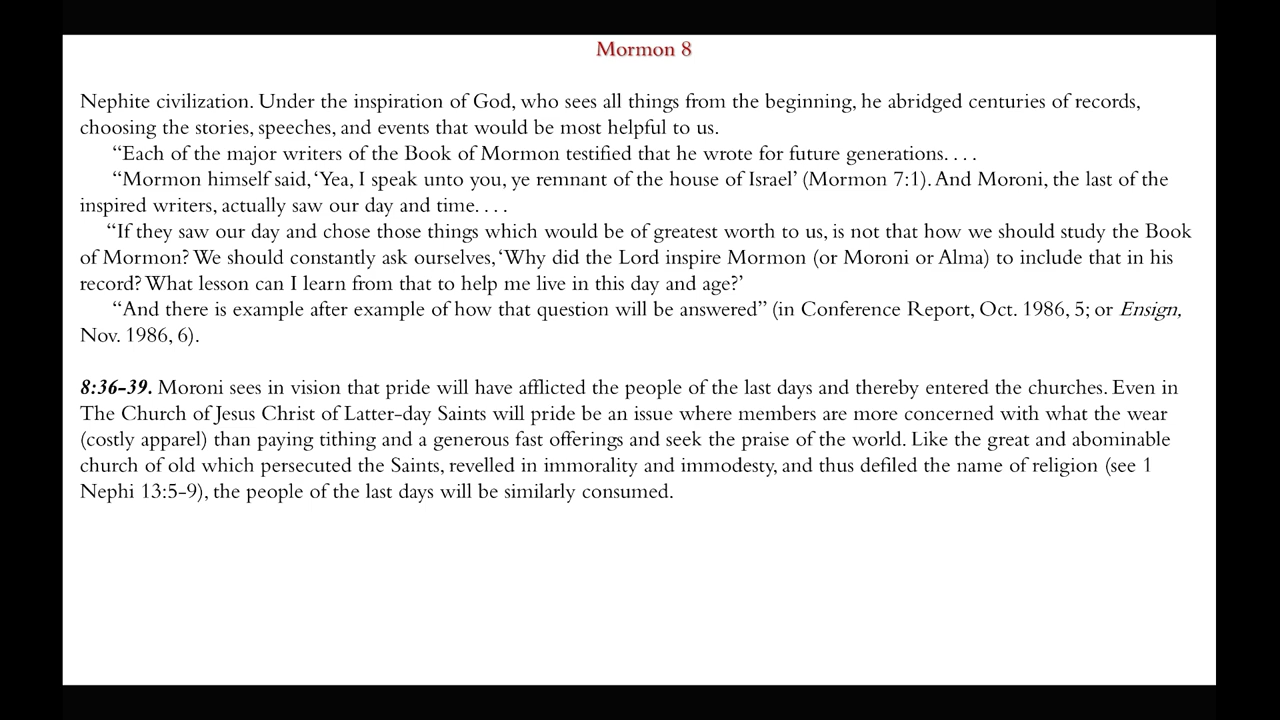 Mormon 8
Nephite civilization. Under the inspiration of God, who sees all things from the beginning, he abridged centuries of records,
choosing the stories, speeches, and events that would be most helpful to us.
“Each of the major writers of the Book of Mormon testified that he wrote for future generations. . . .
“Mormon himself said, ‘Yea, I speak unto you, ye remnant of the house of Israel’ (Mormon 7:1). And Moroni, the last of the
inspired writers, actually saw our day and time. . . .
“If they saw our day and chose those things which would be of greatest worth to us, is not that how we should study the Book
of Mormon? We should constantly ask ourselves, ‘Why did the Lord inspire Mormon (or Moroni or Alma) to include that in his
record? What lesson can I learn from that to help me live in this day and age?’
“And there is example after example of how that question will be answered” (in Conference Report, Oct. 1986, 5; or Ensign,
Nov. 1986, 6).
8:36-39. Moroni sees in vision that pride will have afflicted the people of the last days and thereby entered the churches. Even in
The Church of Jesus Christ of Latter-day Saints will pride be an issue where members are more concerned with what the wear
(costly apparel) than paying tithing and a generous fast offerings and seek the praise of the world. Like the great and abominable
church of old which persecuted the Saints, revelled in immorality and immodesty, and thus defiled the name of religion (see 1
Nephi 13:5-9), the people of the last days will be similarly consumed.